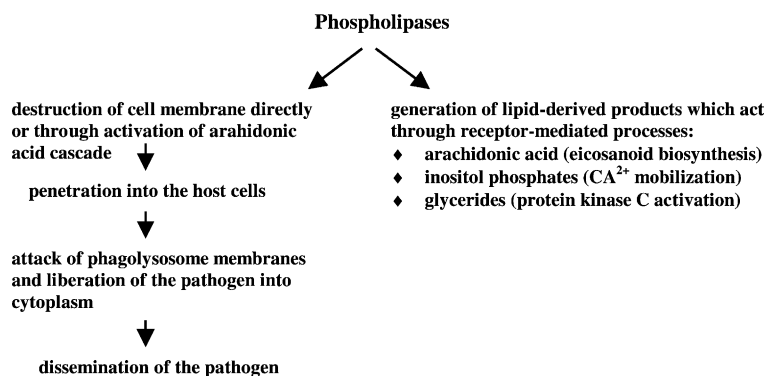 Phospholipases
destruction of cell membrane directly
or through activation of arahidonic
acid cascade
penetration into the host cells
attack of phagolysosome membranes
and liberation of the pathogen into
cytoplasm
dissemination of the pathogen
generation of lipid-derived products which act
through receptor-mediated processes:
♦ arachidonic acid (eicosanoid biosynthesis)
♦ inositol phosphates (CA²⁺ mobilization)
♦ glycerides (protein kinase C activation)